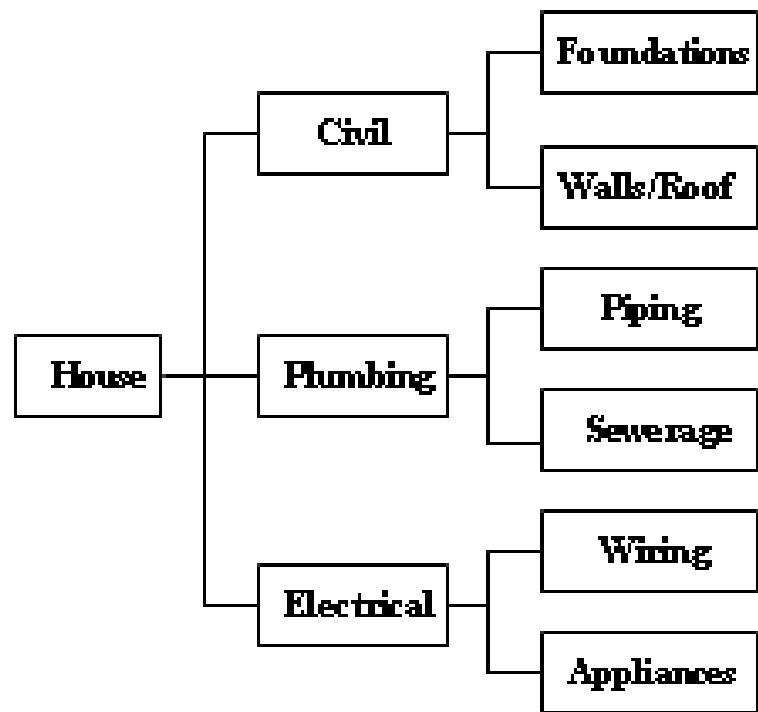 House
Civil
Foundations
Walls/Roof
Plumbing
Piping
Sewerage
Electrical
Wiring
Appliances